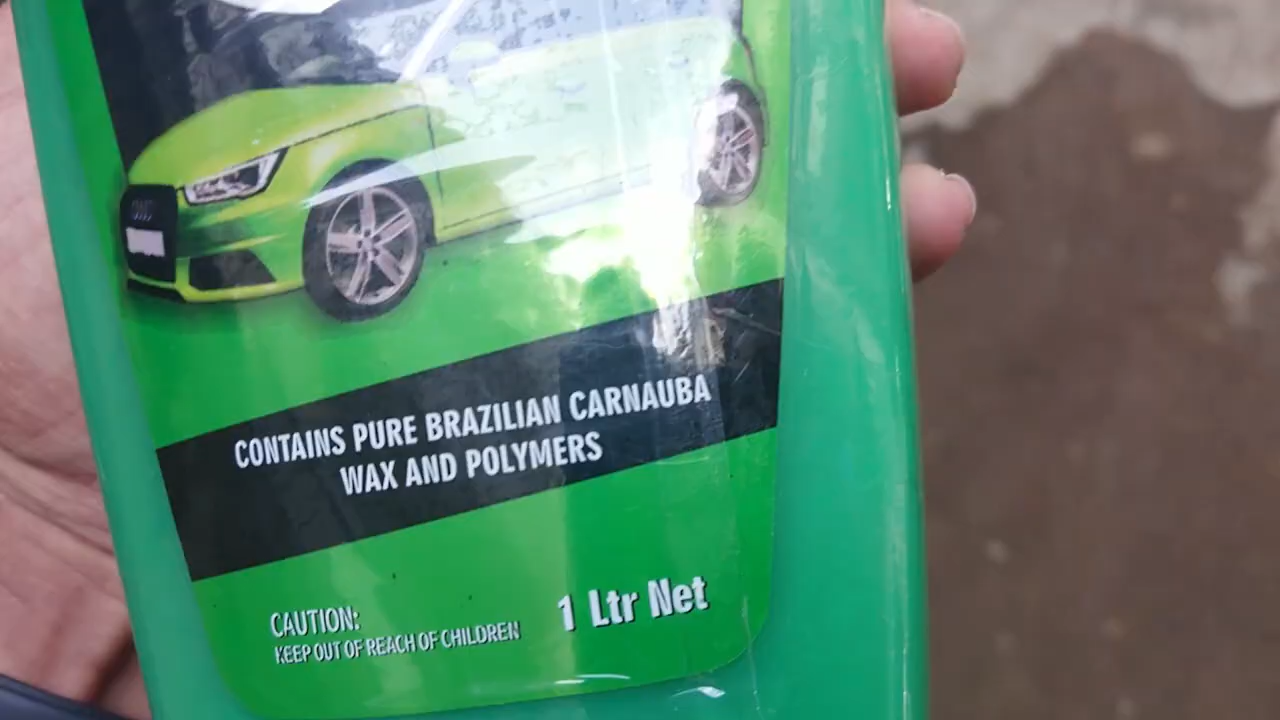 CONTAINS PURE BRAZILIAN CARNAUBA
WAX AND POLYMERS
CAUTION:
KEEP OUT OF REACH OF CHILDREN
1 Ltr Net